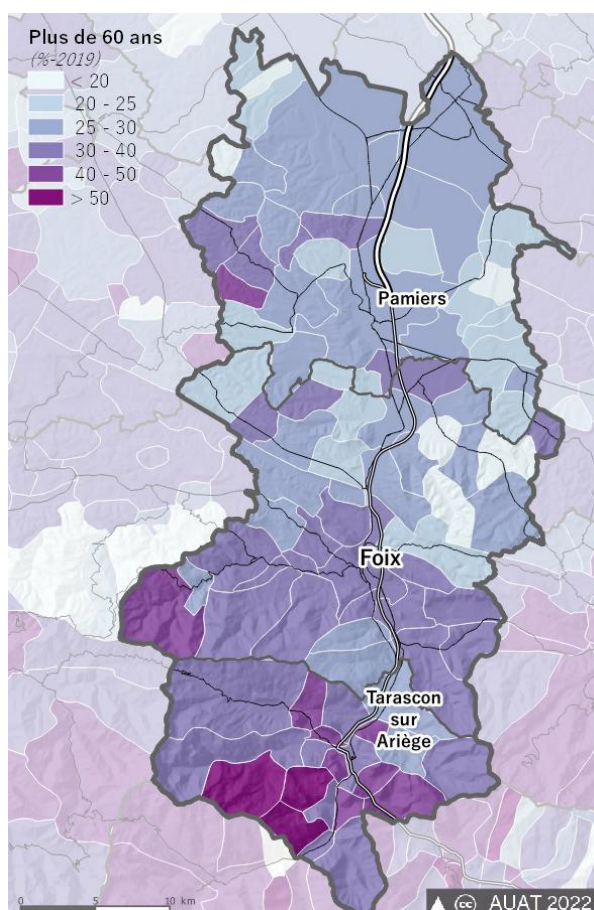 Plus de 60 ans
(%-2019)
< 20
20 - 25
25 - 30
30 - 40
40 - 50
> 50
Pamiers
Foix
Tarascon
sur
Ariège
0 5 10 km
cc AUAT 2022